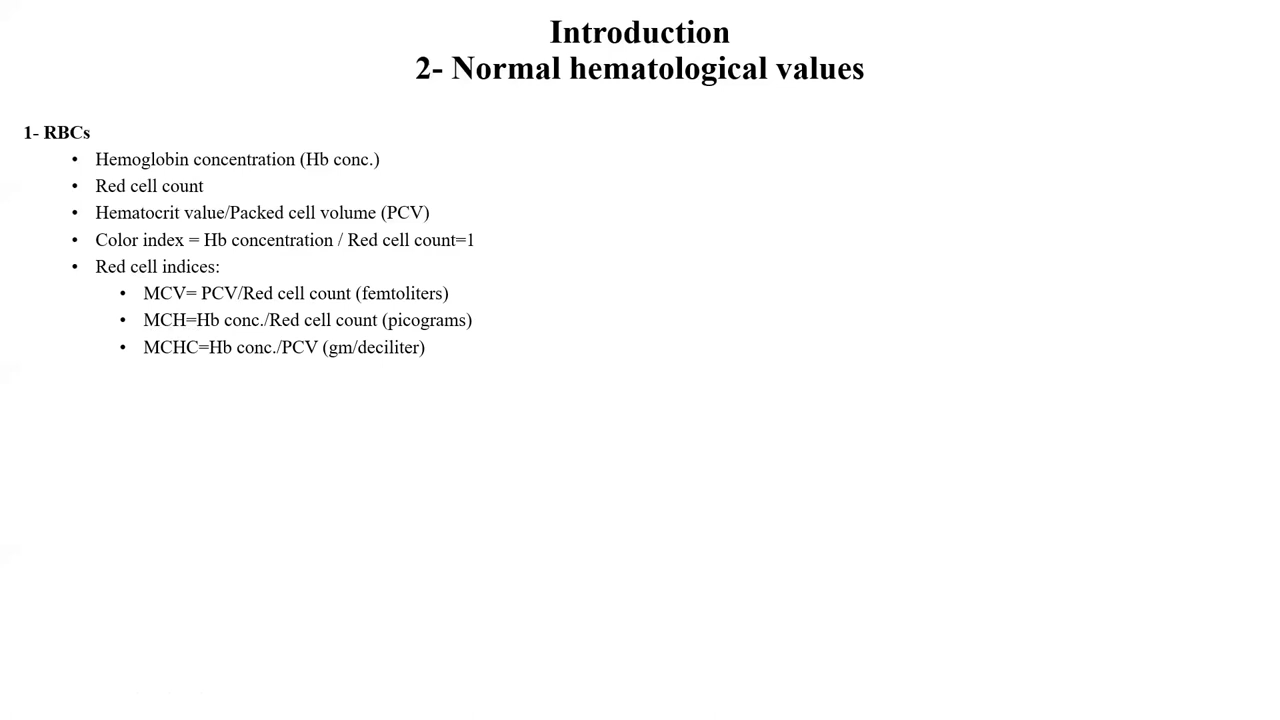 Introduction
2- Normal hematological values
1- RBCs
• Hemoglobin concentration (Hb conc.)
• Red cell count
• Hematocrit value/Packed cell volume (PCV)
• Color index = Hb concentration / Red cell count=1
• Red cell indices:
• MCV= PCV/Red cell count (femtoliters)
• MCH=Hb conc./Red cell count (picograms)
• MCHC=Hb conc./PCV (gm/deciliter)